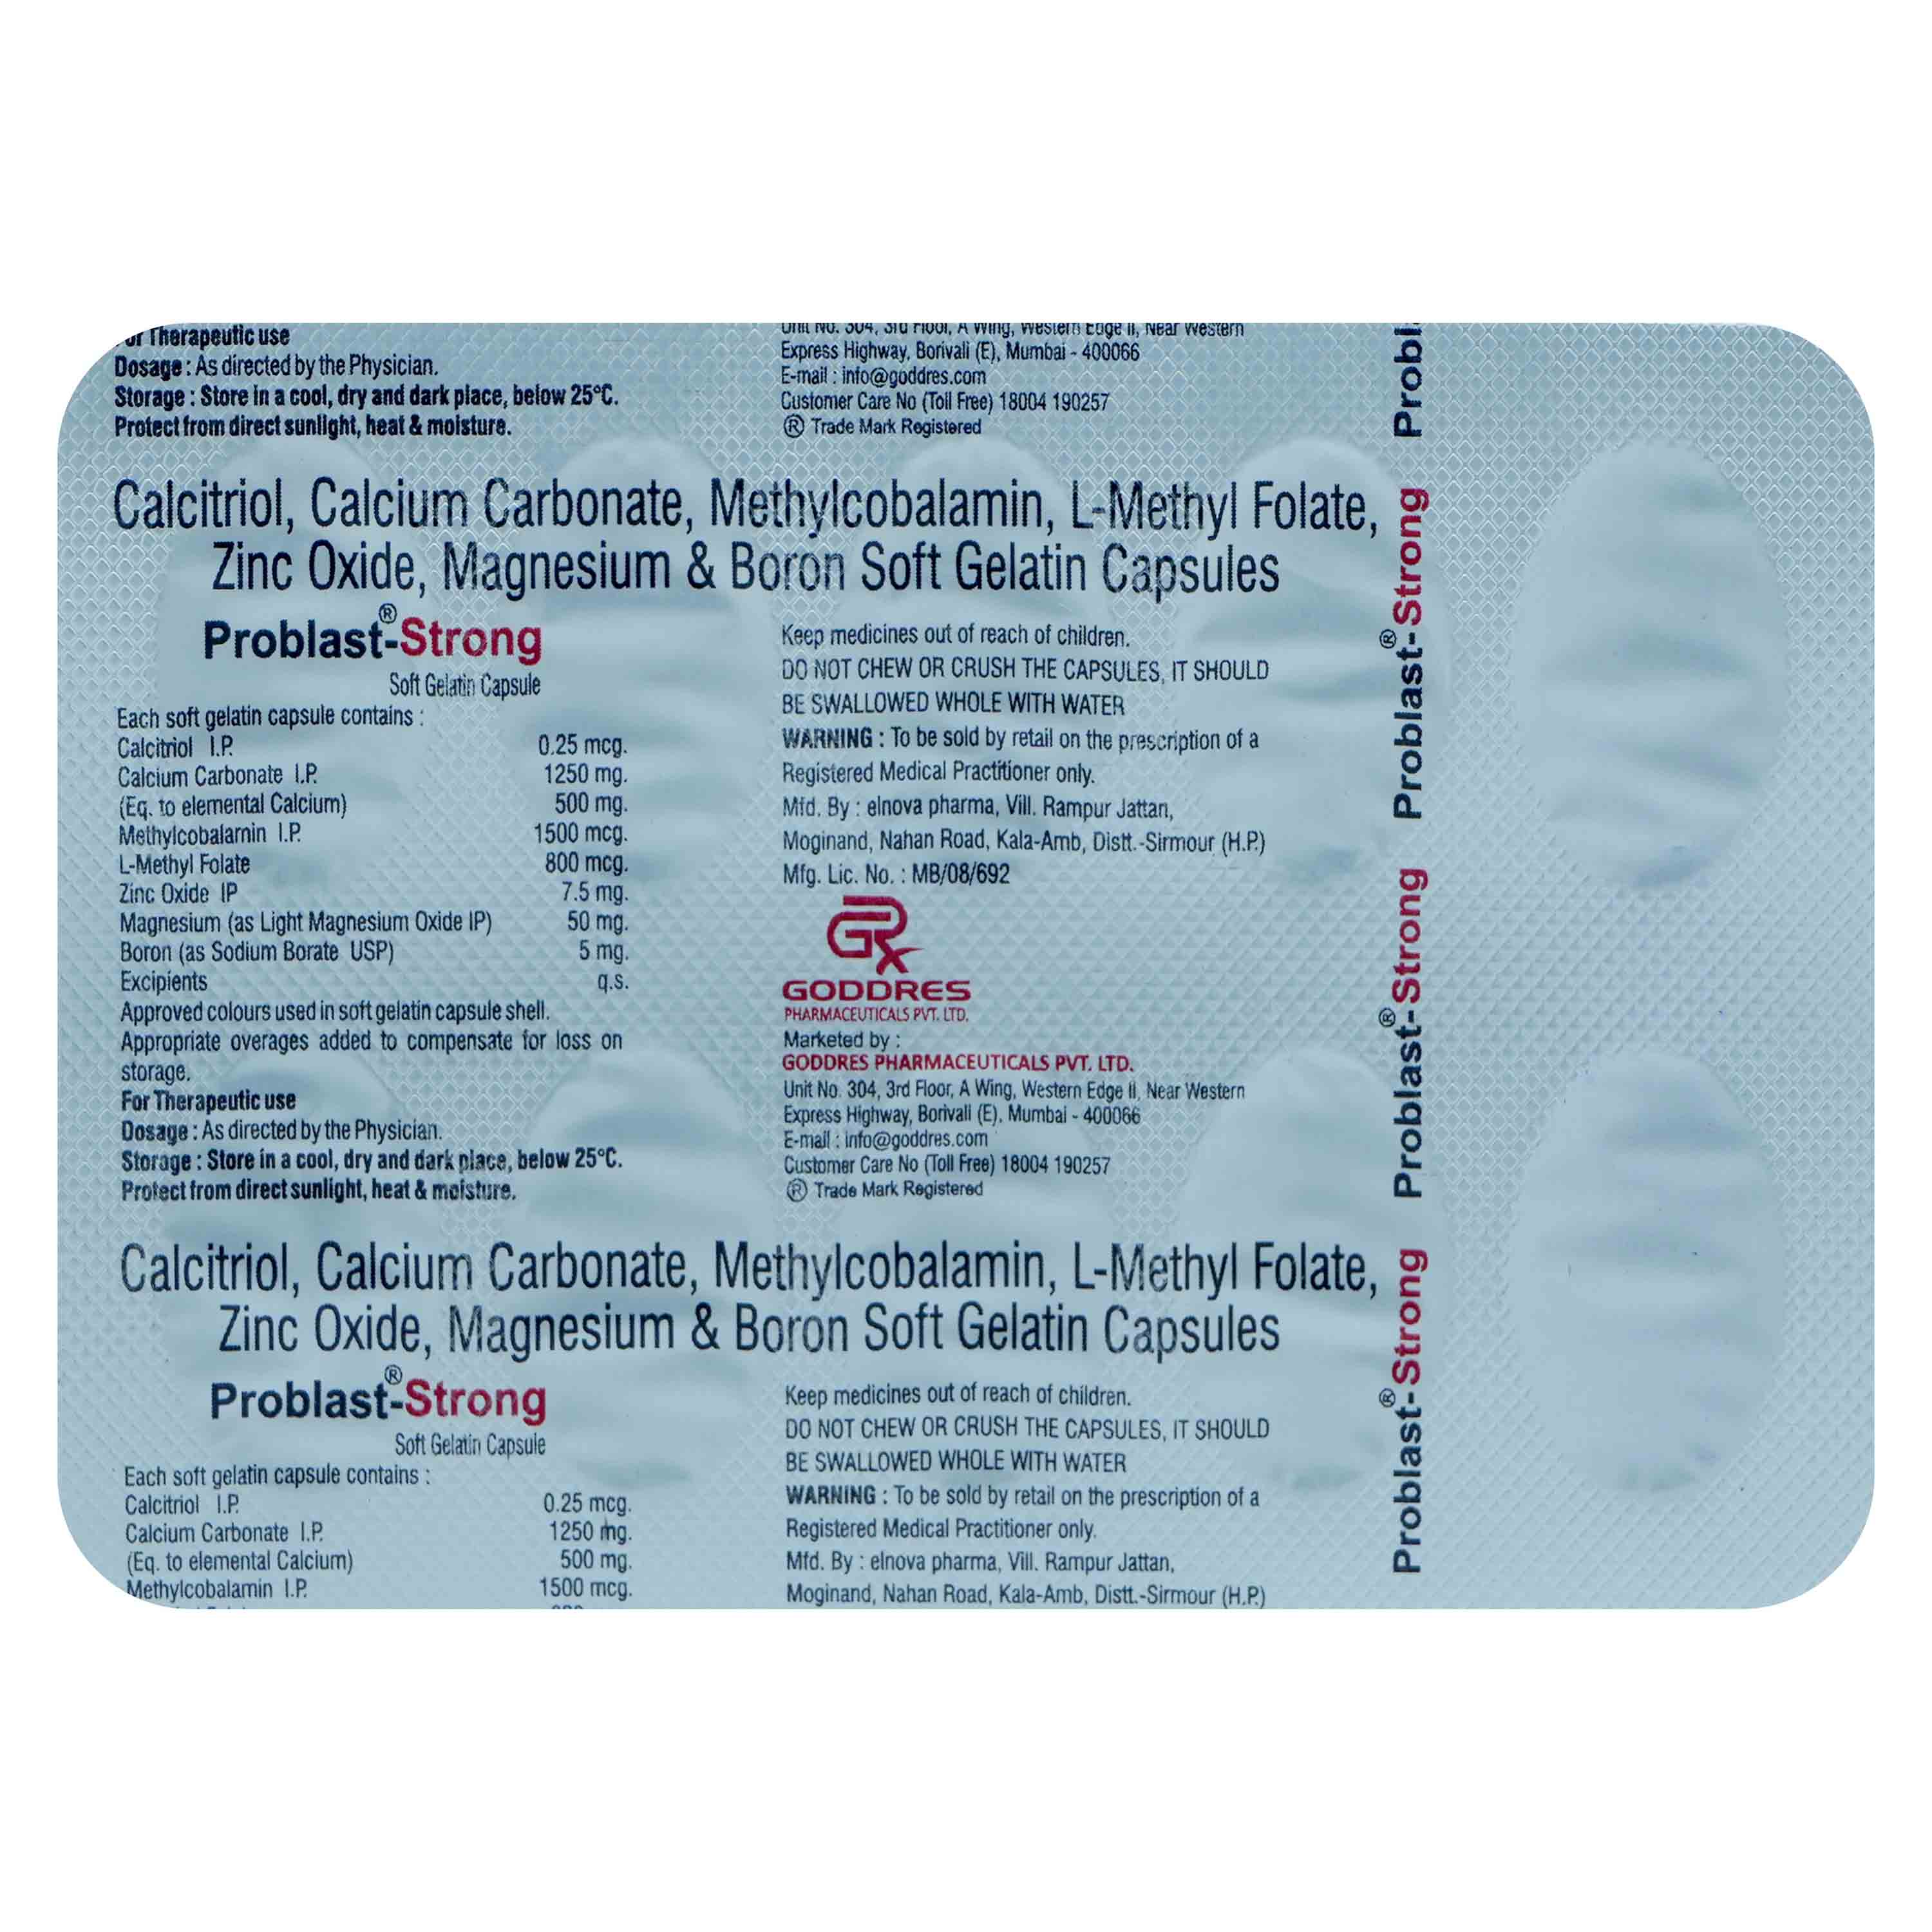 For Therapeutic use
Dosage : As directed by the Physician.
Storage : Store in a cool, dry and dark place, below 25°C.
Protect from direct sunlight, heat & moisture.
Unit No. 304, 3rd Floor, A Wing, Western Edge II, Near Western
Express Highway, Borivali (E), Mumbai - 400066
E-mail : info@goddres.com
Customer Care No (Toll Free) 18004 190257
® Trade Mark Registered
Calcitriol, Calcium Carbonate, Methylcobalamin, L-Methyl Folate,
Zinc Oxide, Magnesium & Boron Soft Gelatin Capsules
Problast®-Strong
Soft Gelatin Capsule
Each soft gelatin capsule contains :
Calcitriol I.P. 0.25 mcg.
Calcium Carbonate I.P. 1250 mg.
(Eq. to elemental Calcium) 500 mg.
Methylcobalamin I.P. 1500 mcg.
L-Methyl Folate 800 mcg.
Zinc Oxide IP 7.5 mg.
Magnesium (as Light Magnesium Oxide IP) 50 mg.
Boron (as Sodium Borate USP) 5 mg.
Excipients q.s.
Approved colours used in soft gelatin capsule shell.
Appropriate overages added to compensate for loss on
storage.
For Therapeutic use
Dosage : As directed by the Physician.
Storage : Store in a cool, dry and dark place, below 25°C.
Protect from direct sunlight, heat & moisture.
Keep medicines out of reach of children.
DO NOT CHEW OR CRUSH THE CAPSULES, IT SHOULD
BE SWALLOWED WHOLE WITH WATER
WARNING : To be sold by retail on the prescription of a
Registered Medical Practitioner only.
Mfd. By : elnova pharma, Vill. Rampur Jattan,
Moginand, Nahan Road, Kala-Amb, Distt.-Sirmour (H.P.)
Mfg. Lic. No. : MB/08/692
GRx
GODDRES
PHARMACEUTICALS PVT. LTD.
Marketed by :
GODDRES PHARMACEUTICALS PVT. LTD.
Unit No. 304, 3rd Floor, A Wing, Western Edge II, Near Western
Express Highway, Borivali (E), Mumbai - 400066
E-mail : info@goddres.com
Customer Care No (Toll Free) 18004 190257
® Trade Mark Registered
Calcitriol, Calcium Carbonate, Methylcobalamin, L-Methyl Folate,
Zinc Oxide, Magnesium & Boron Soft Gelatin Capsules
Problast®-Strong
Soft Gelatin Capsule
Each soft gelatin capsule contains :
Calcitriol I.P. 0.25 mcg.
Calcium Carbonate I.P. 1250 mg.
(Eq. to elemental Calcium) 500 mg.
Methylcobalamin I.P. 1500 mcg.
Keep medicines out of reach of children.
DO NOT CHEW OR CRUSH THE CAPSULES, IT SHOULD
BE SWALLOWED WHOLE WITH WATER
WARNING : To be sold by retail on the prescription of a
Registered Medical Practitioner only.
Mfd. By : elnova pharma, Vill. Rampur Jattan,
Moginand, Nahan Road, Kala-Amb, Distt.-Sirmour (H.P.)
Probl
Problast®-Strong
Problast®-Strong
Problast®-Strong